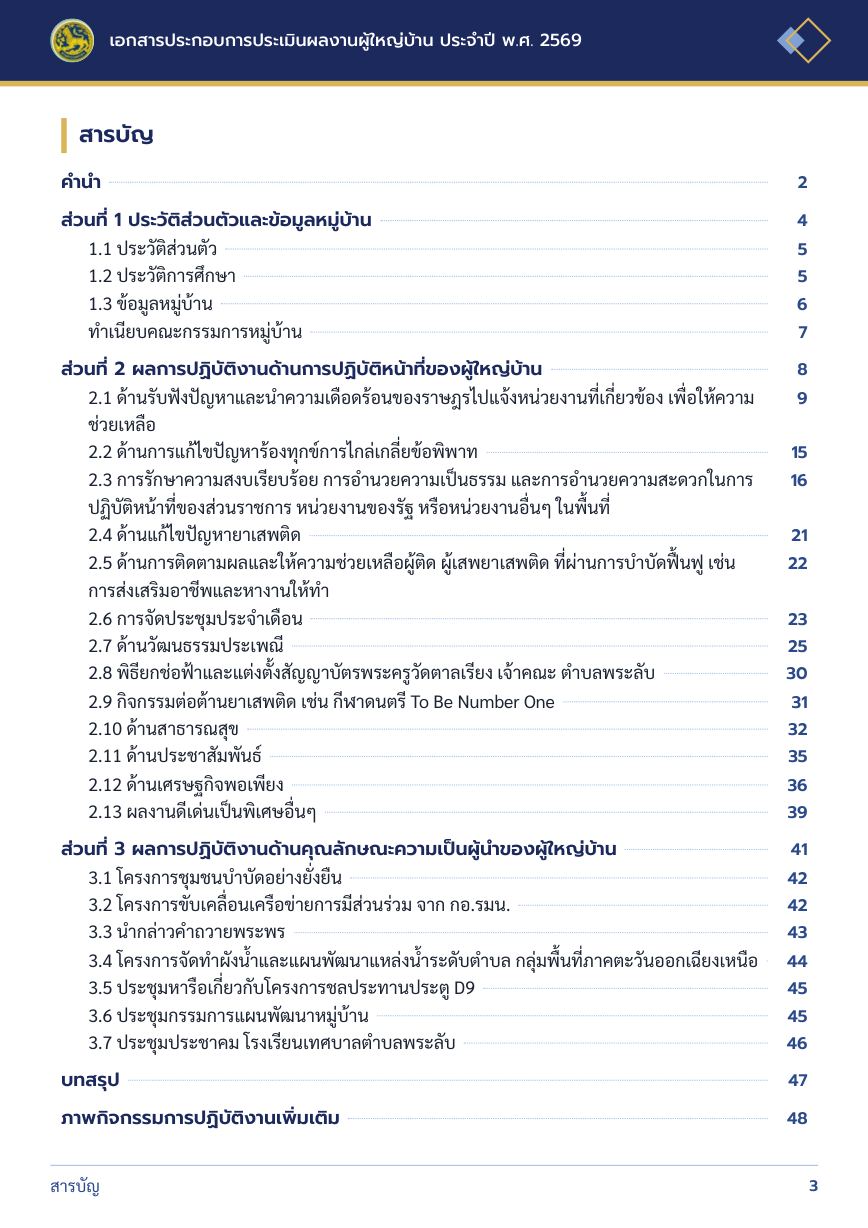 เอกสารประกอบการประเมินผลงานผู้ใหญ่บ้าน ประจำปี พ.ศ. 2569
สารบัญ
คำนำ 2
ส่วนที่ 1 ประวัติส่วนตัวและข้อมูลหมู่บ้าน 4
1.1 ประวัติส่วนตัว 5
1.2 ประวัติการศึกษา 5
1.3 ข้อมูลหมู่บ้าน 6
ทำเนียบคณะกรรมการหมู่บ้าน 7
ส่วนที่ 2 ผลการปฏิบัติงานด้านการปฏิบัติหน้าที่ของผู้ใหญ่บ้าน 8
2.1 ด้านรับฟังปัญหาและนำความเดือดร้อนของราษฎรไปแจ้งหน่วยงานที่เกี่ยวข้อง เพื่อให้ความ 9
ช่วยเหลือ
2.2 ด้านการแก้ไขปัญหาร้องทุกข์การไกล่เกลี่ยข้อพิพาท 15
2.3 การรักษาความสงบเรียบร้อย การอำนวยความเป็นธรรม และการอำนวยความสะดวกในการ 16
ปฏิบัติหน้าที่ของส่วนราชการ หน่วยงานของรัฐ หรือหน่วยงานอื่นๆ ในพื้นที่
2.4 ด้านแก้ไขปัญหายาเสพติด 21
2.5 ด้านการติดตามผลและให้ความช่วยเหลือผู้ติด ผู้เสพยาเสพติด ที่ผ่านการบำบัดฟื้นฟู เช่น 22
การส่งเสริมอาชีพและหางานให้ทำ
2.6 การจัดประชุมประจำเดือน 23
2.7 ด้านวัฒนธรรมประเพณี 25
2.8 พิธียกช่อฟ้าและแต่งตั้งสัญญาบัตรพระครูวัดตาลเรียง เจ้าคณะ ตำบลพระลับ 30
2.9 กิจกรรมต่อต้านยาเสพติด เช่น กีฬาดนตรี To Be Number One 31
2.10 ด้านสาธารณสุข 32
2.11 ด้านประชาสัมพันธ์ 35
2.12 ด้านเศรษฐกิจพอเพียง 36
2.13 ผลงานดีเด่นเป็นพิเศษอื่นๆ 39
ส่วนที่ 3 ผลการปฏิบัติงานด้านคุณลักษณะความเป็นผู้นำของผู้ใหญ่บ้าน 41
3.1 โครงการชุมชนบำบัดอย่างยั่งยืน 42
3.2 โครงการขับเคลื่อนเครือข่ายการมีส่วนร่วม จาก กอ.รมน. 42
3.3 นำกล่าวคำถวายพระพร 43
3.4 โครงการจัดทำผังน้ำและแผนพัฒนาแหล่งน้ำระดับตำบล กลุ่มพื้นที่ภาคตะวันออกเฉียงเหนือ 44
3.5 ประชุมหารือเกี่ยวกับโครงการชลประทานประตู D9 45
3.6 ประชุมกรรมการแผนพัฒนาหมู่บ้าน 45
3.7 ประชุมประชาคม โรงเรียนเทศบาลตำบลพระลับ 46
บทสรุป 47
ภาพกิจกรรมการปฏิบัติงานเพิ่มเติม 48
สารบัญ 3